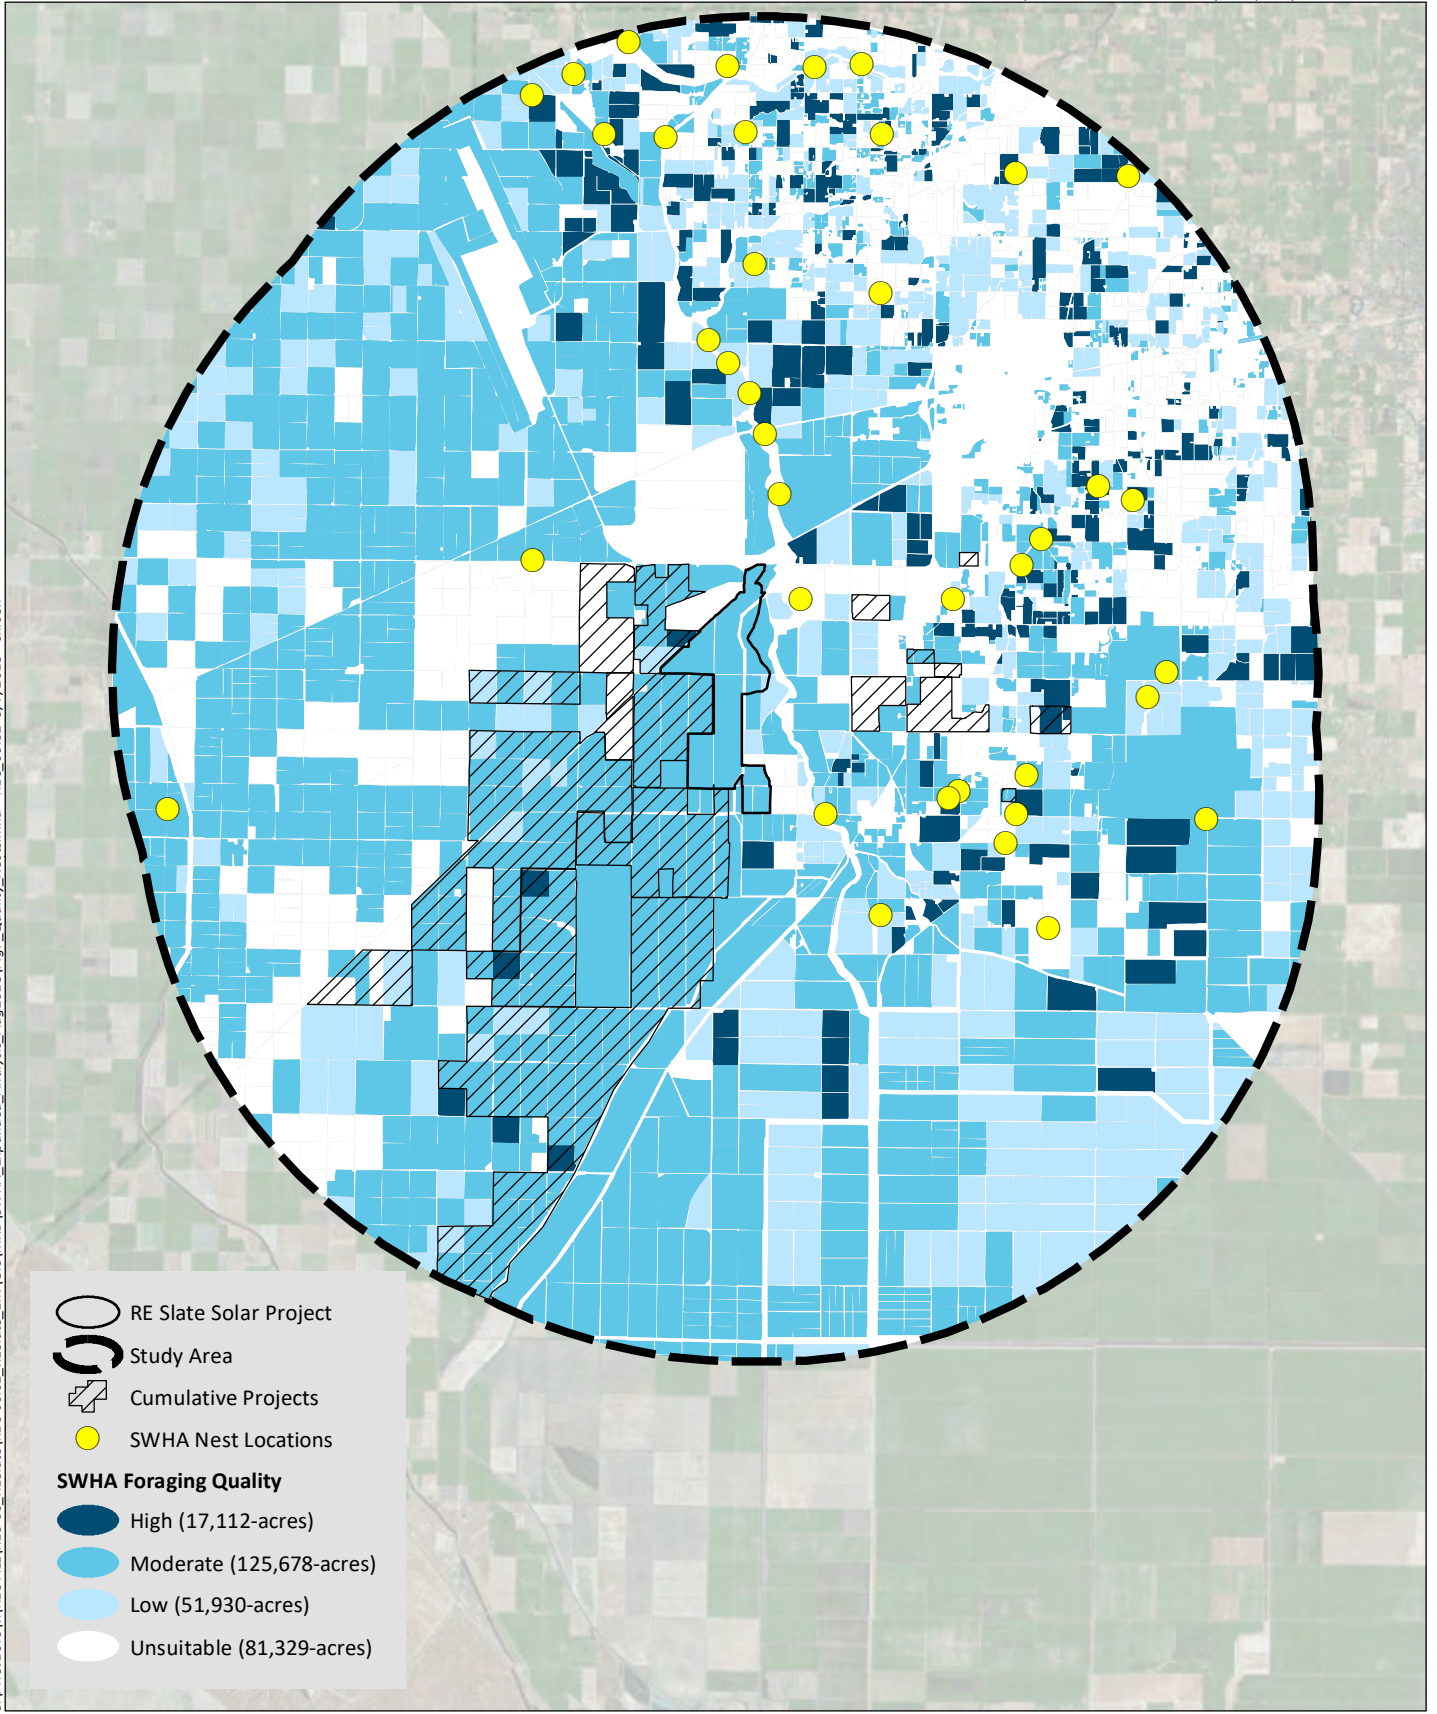 RE Slate Solar Project
Study Area
Cumulative Projects
SWHA Nest Locations
SWHA Foraging Quality
High (17,112-acres)
Moderate (125,678-acres)
Low (51,930-acres)
Unsuitable (81,329-acres)